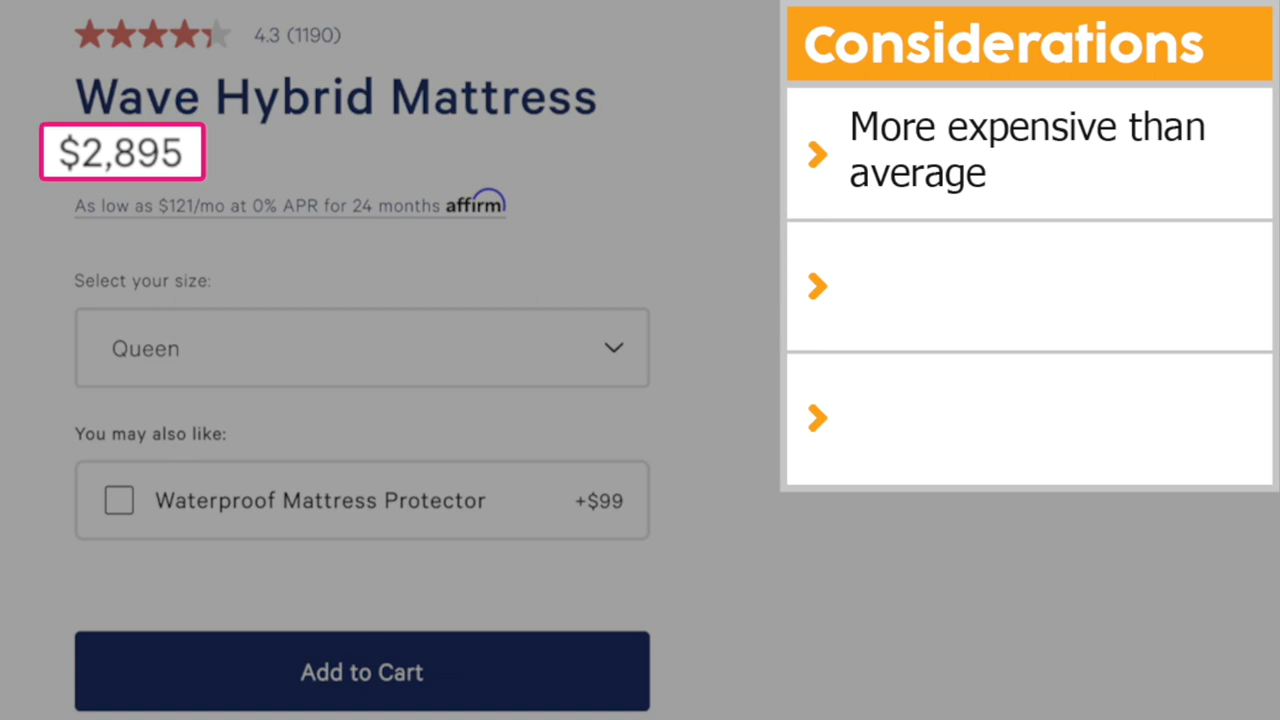 4.3 (1190)
Wave Hybrid Mattress
$2,895
As low as $121/mo at 0% APR for 24 months affirm
Select your size:
Queen
You may also like:
Waterproof Mattress Protector +$99
Add to Cart
Considerations
More expensive than
average